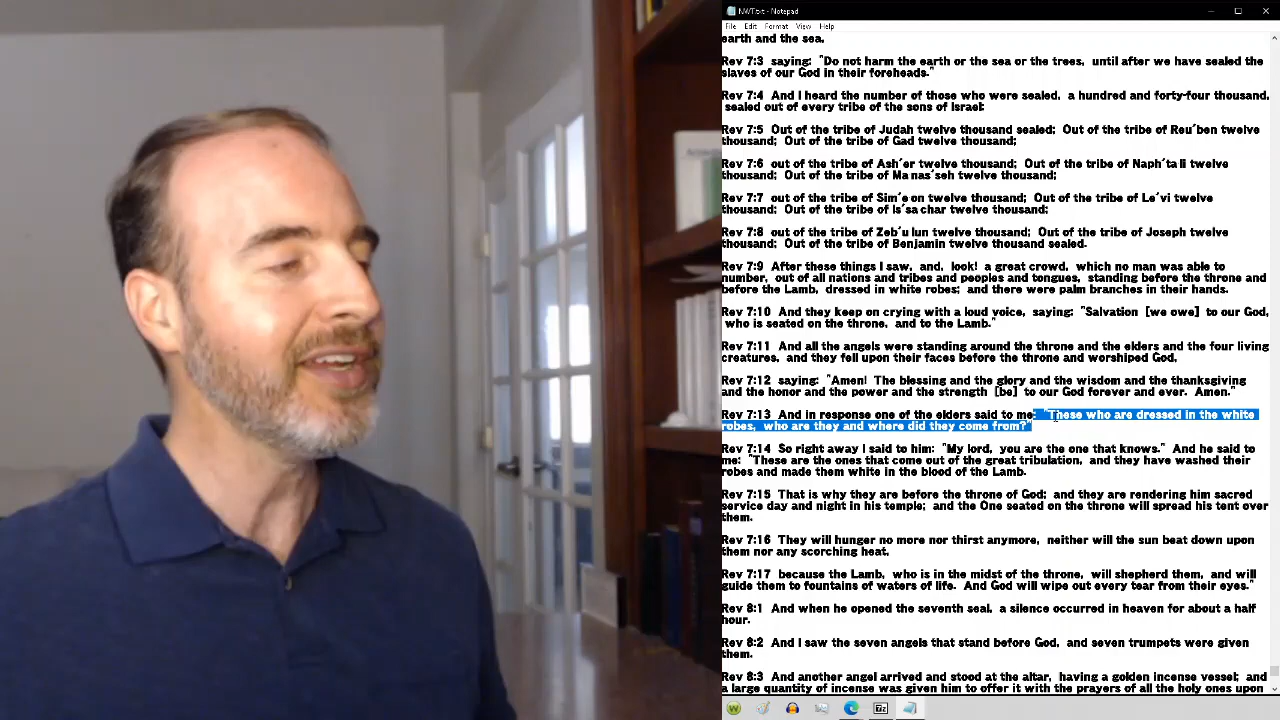 NWT.txt - Notepad
File Edit Format View Help
earth and the sea,
Rev 7:3 saying: "Do not harm the earth or the sea or the trees, until after we have sealed the
slaves of our God in their foreheads."
Rev 7:4 And I heard the number of those who were sealed, a hundred and forty-four thousand,
sealed out of every tribe of the sons of Israel:
Rev 7:5 Out of the tribe of Judah twelve thousand sealed; Out of the tribe of Reu´ben twelve
thousand; Out of the tribe of Gad twelve thousand;
Rev 7:6 out of the tribe of Ash´er twelve thousand; Out of the tribe of Naph´ta li twelve
thousand; Out of the tribe of Ma nas´seh twelve thousand;
Rev 7:7 out of the tribe of Sim´e on twelve thousand; Out of the tribe of Le´vi twelve
thousand; Out of the tribe of Is´sa char twelve thousand;
Rev 7:8 out of the tribe of Zeb´u lun twelve thousand; Out of the tribe of Joseph twelve
thousand; Out of the tribe of Benjamin twelve thousand sealed.
Rev 7:9 After these things I saw, and, look! a great crowd, which no man was able to
number, out of all nations and tribes and peoples and tongues, standing before the throne and
before the Lamb, dressed in white robes; and there were palm branches in their hands.
Rev 7:10 And they keep on crying with a loud voice, saying: "Salvation [we owe] to our God,
who is seated on the throne, and to the Lamb."
Rev 7:11 And all the angels were standing around the throne and the elders and the four living
creatures, and they fell upon their faces before the throne and worshiped God,
Rev 7:12 saying: "Amen! The blessing and the glory and the wisdom and the thanksgiving
and the honor and the power and the strength [be] to our God forever and ever. Amen."
Rev 7:13 And in response one of the elders said to me: "These who are dressed in the white
robes, who are they and where did they come from?"
Rev 7:14 So right away I said to him: "My lord, you are the one that knows." And he said to
me: "These are the ones that come out of the great tribulation, and they have washed their
robes and made them white in the blood of the Lamb.
Rev 7:15 That is why they are before the throne of God; and they are rendering him sacred
service day and night in his temple; and the One seated on the throne will spread his tent over
them.
Rev 7:16 They will hunger no more nor thirst anymore, neither will the sun beat down upon
them nor any scorching heat,
Rev 7:17 because the Lamb, who is in the midst of the throne, will shepherd them, and will
guide them to fountains of waters of life. And God will wipe out every tear from their eyes."
Rev 8:1 And when he opened the seventh seal, a silence occurred in heaven for about a half
hour.
Rev 8:2 And I saw the seven angels that stand before God, and seven trumpets were given
them.
Rev 8:3 And another angel arrived and stood at the altar, having a golden incense vessel; and
a large quantity of incense was given him to offer it with the prayers of all the holy ones upon